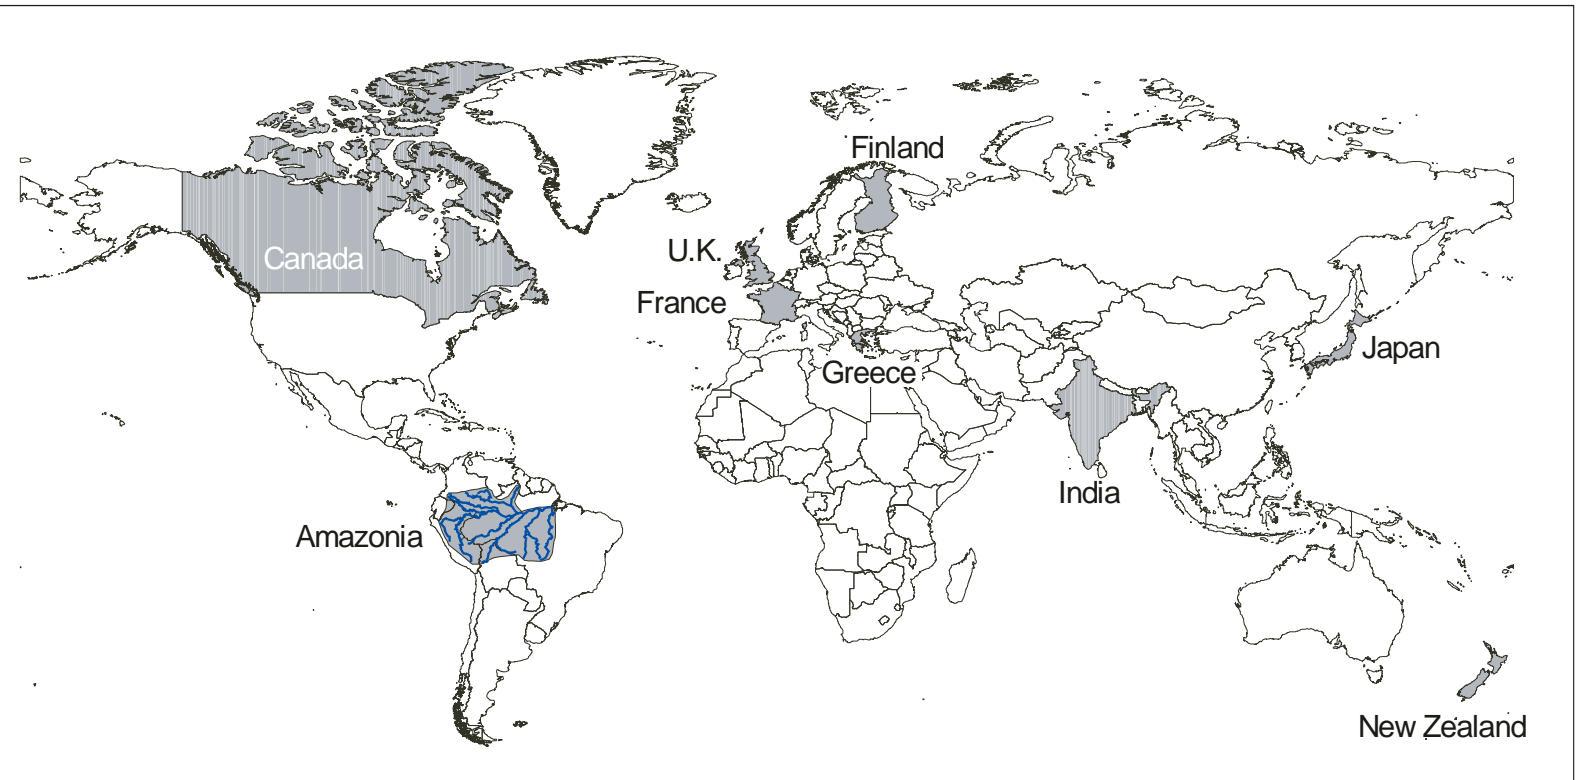 Finland
U.K.
Canada
France
Japan
Greece
India
Amazonia
New Zealand